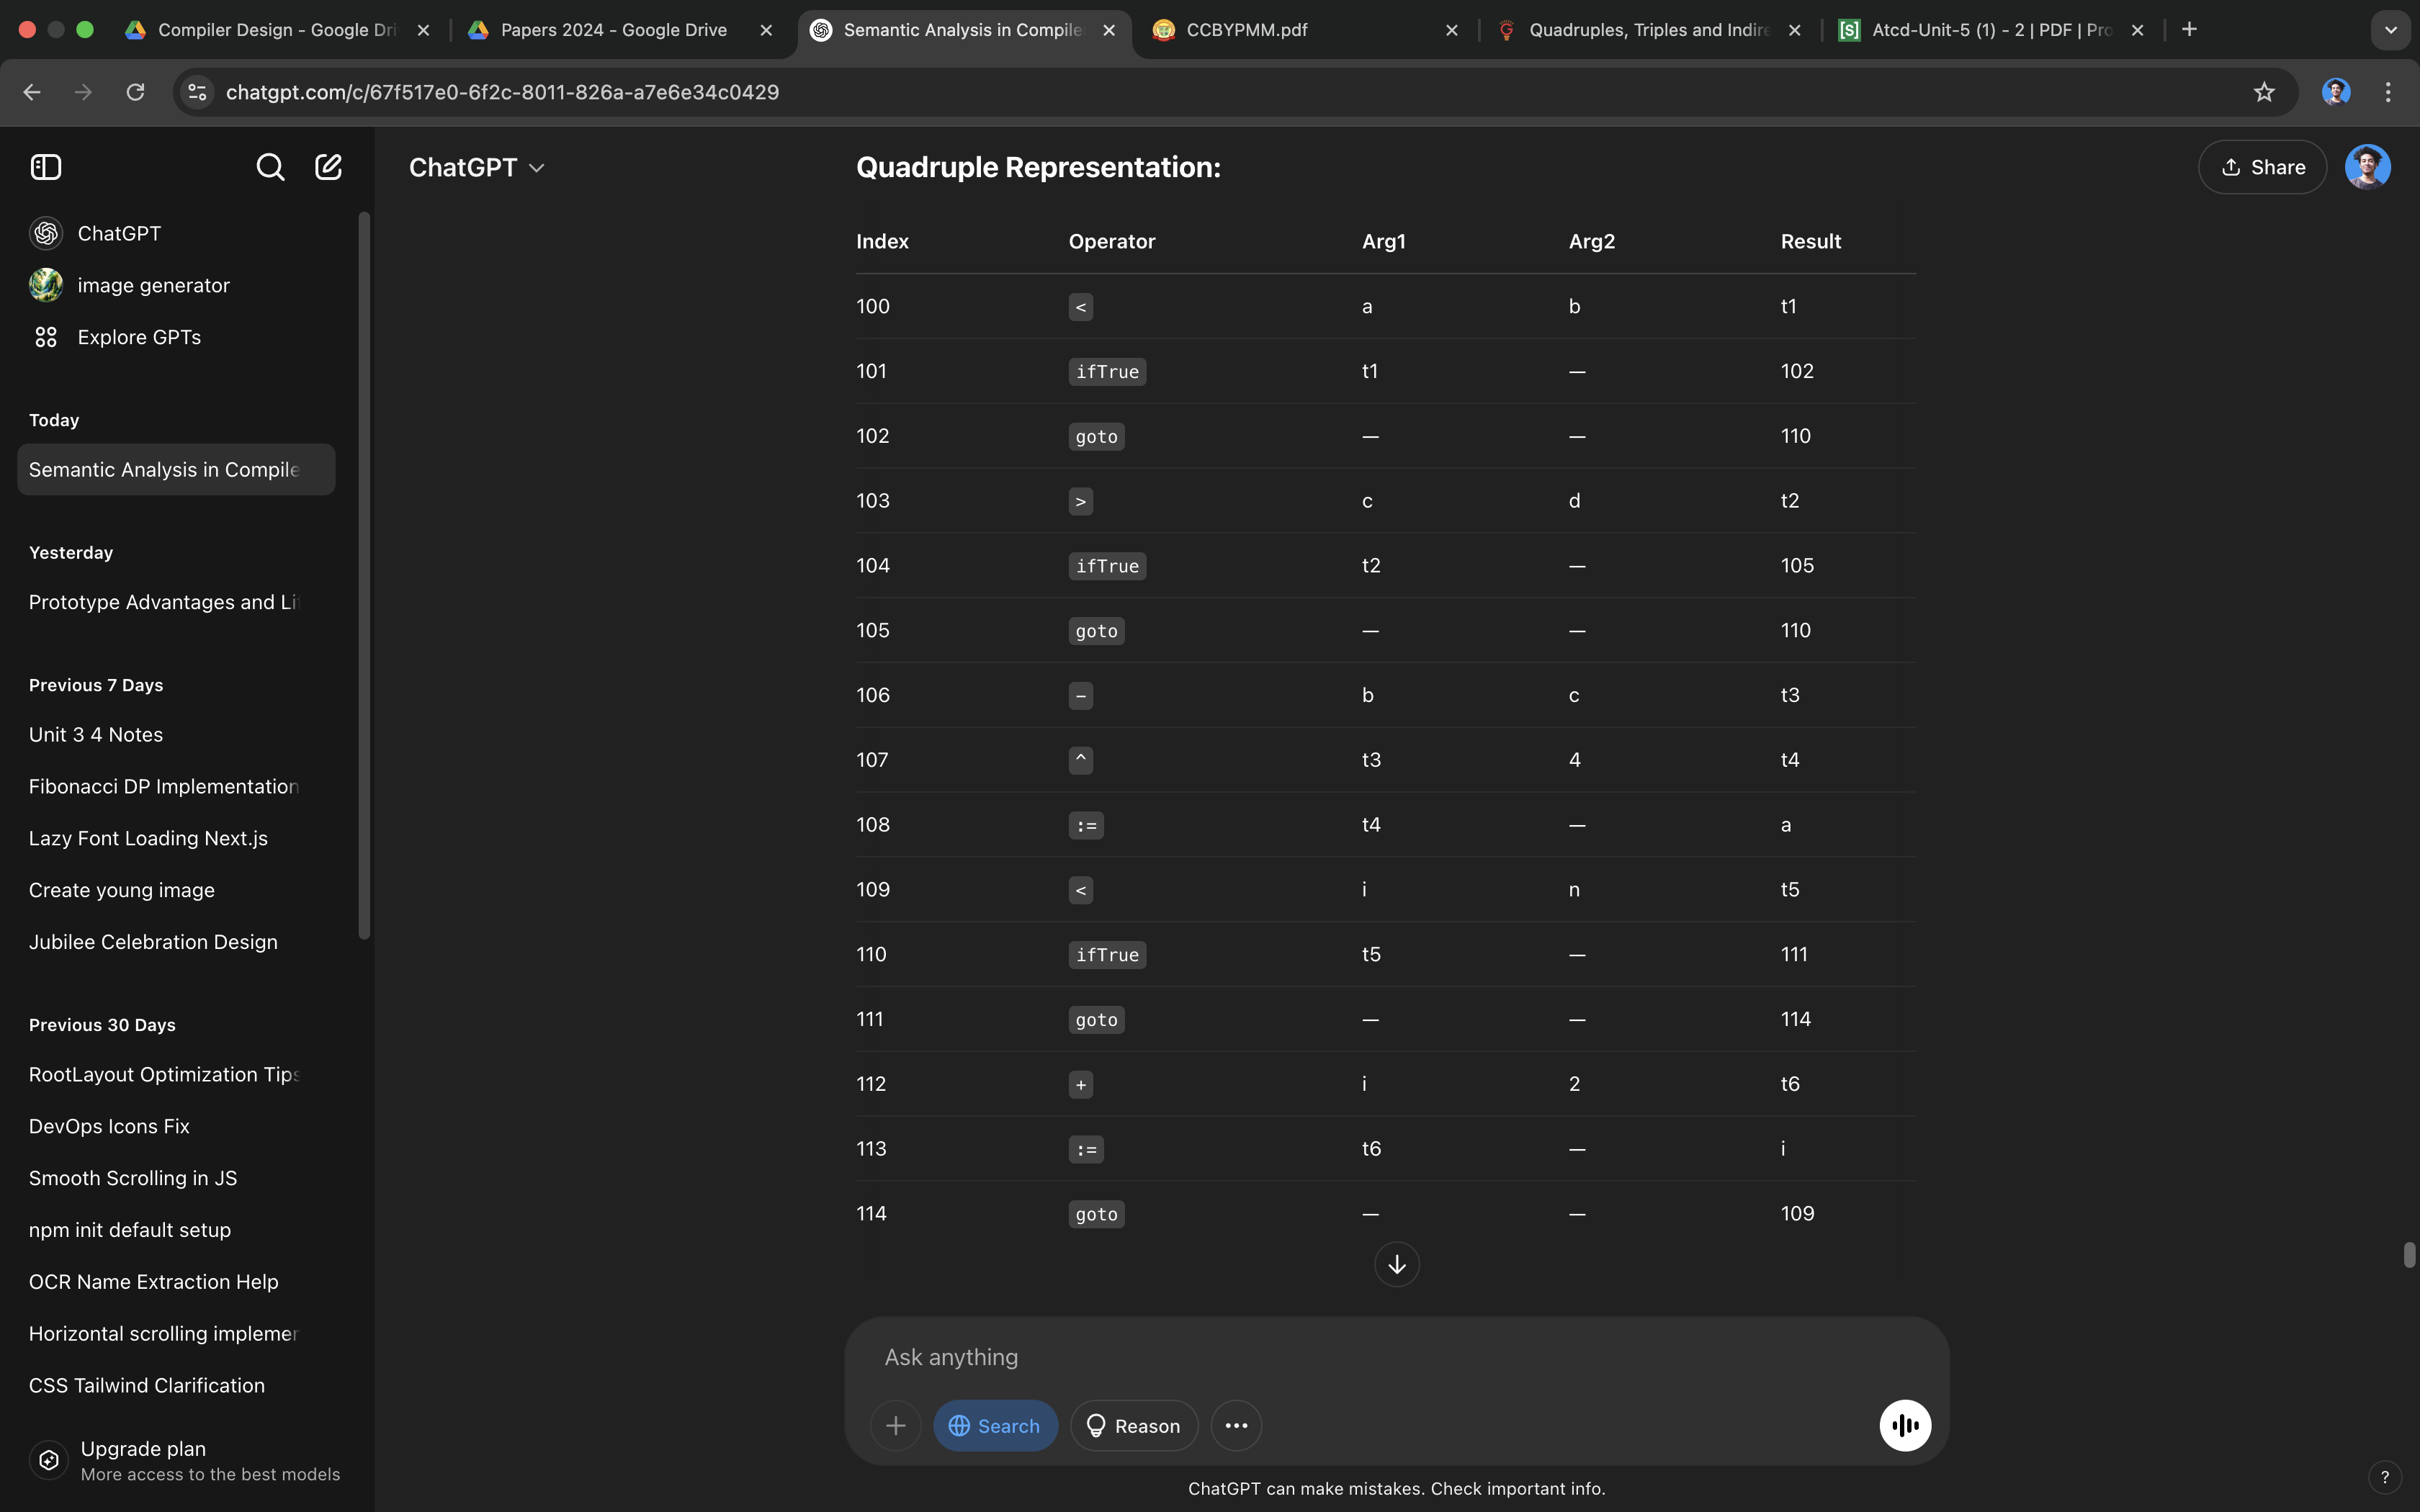 Compiler Design - Google Dri
Papers 2024 - Google Drive
Semantic Analysis in Compile
CCBYPMM.pdf
Quadruples, Triples and Indire
[S] Atcd-Unit-5 (1) - 2 | PDF | Pro
chatgpt.com/c/67f517e0-6f2c-8011-826a-a7e6e34c0429
ChatGPT
image generator
Explore GPTs
Today
Semantic Analysis in Compile
Yesterday
Prototype Advantages and Li
Previous 7 Days
Unit 3 4 Notes
Fibonacci DP Implementation
Lazy Font Loading Next.js
Create young image
Jubilee Celebration Design
Previous 30 Days
RootLayout Optimization Tips
DevOps Icons Fix
Smooth Scrolling in JS
npm init default setup
OCR Name Extraction Help
Horizontal scrolling implemer
CSS Tailwind Clarification
Upgrade plan
More access to the best models
ChatGPT
Share
Quadruple Representation:
Index Operator Arg1 Arg2 Result
100 < a b t1
101 ifTrue t1 — 102
102 goto — — 110
103 > c d t2
104 ifTrue t2 — 105
105 goto — — 110
106 - b c t3
107 ^ t3 4 t4
108 := t4 — a
109 < i n t5
110 ifTrue t5 — 111
111 goto — — 114
112 + i 2 t6
113 := t6 — i
114 goto — — 109
Ask anything
Search
Reason
ChatGPT can make mistakes. Check important info.
?